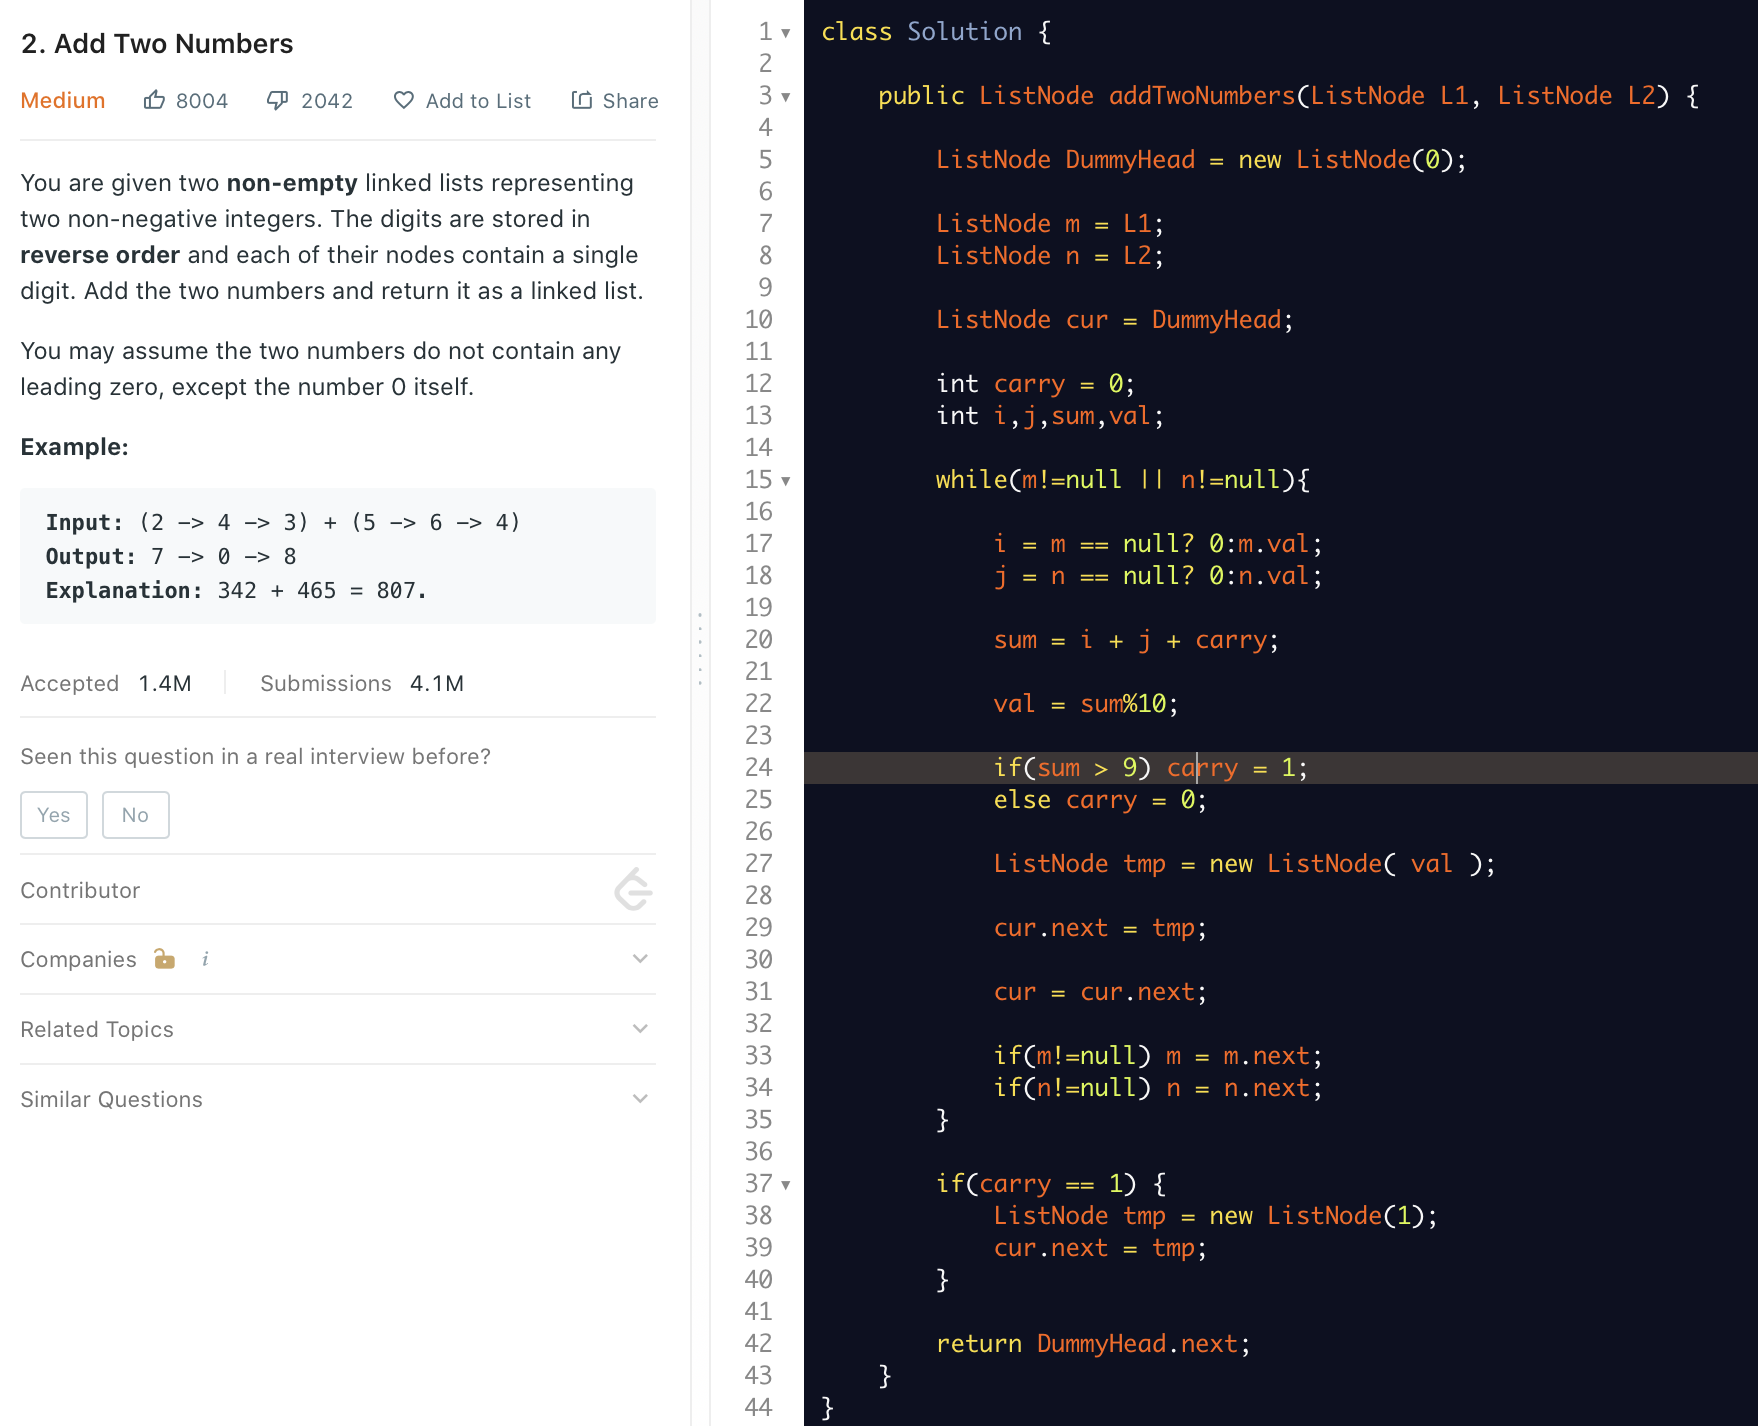 2. Add Two Numbers
Medium 8004 2042 Add to List Share
You are given two non-empty linked lists representing
two non-negative integers. The digits are stored in
reverse order and each of their nodes contain a single
digit. Add the two numbers and return it as a linked list.
You may assume the two numbers do not contain any
leading zero, except the number 0 itself.
Example:
Input: (2 -> 4 -> 3) + (5 -> 6 -> 4)
Output: 7 -> 0 -> 8
Explanation: 342 + 465 = 807.
Accepted 1.4M Submissions 4.1M
Seen this question in a real interview before?
Yes No
Contributor
Companies i
Related Topics
Similar Questions
1 class Solution {
2
3 public ListNode addTwoNumbers(ListNode L1, ListNode L2) {
4
5 ListNode DummyHead = new ListNode(0);
6
7 ListNode m = L1;
8 ListNode n = L2;
9
10 ListNode cur = DummyHead;
11
12 int carry = 0;
13 int i,j,sum,val;
14
15 while(m!=null || n!=null){
16
17 i = m == null? 0:m.val;
18 j = n == null? 0:n.val;
19
20 sum = i + j + carry;
21
22 val = sum%10;
23
24 if(sum > 9) carry = 1;
25 else carry = 0;
26
27 ListNode tmp = new ListNode( val );
28
29 cur.next = tmp;
30
31 cur = cur.next;
32
33 if(m!=null) m = m.next;
34 if(n!=null) n = n.next;
35 }
36
37 if(carry == 1) {
38 ListNode tmp = new ListNode(1);
39 cur.next = tmp;
40 }
41
42 return DummyHead.next;
43 }
44 }